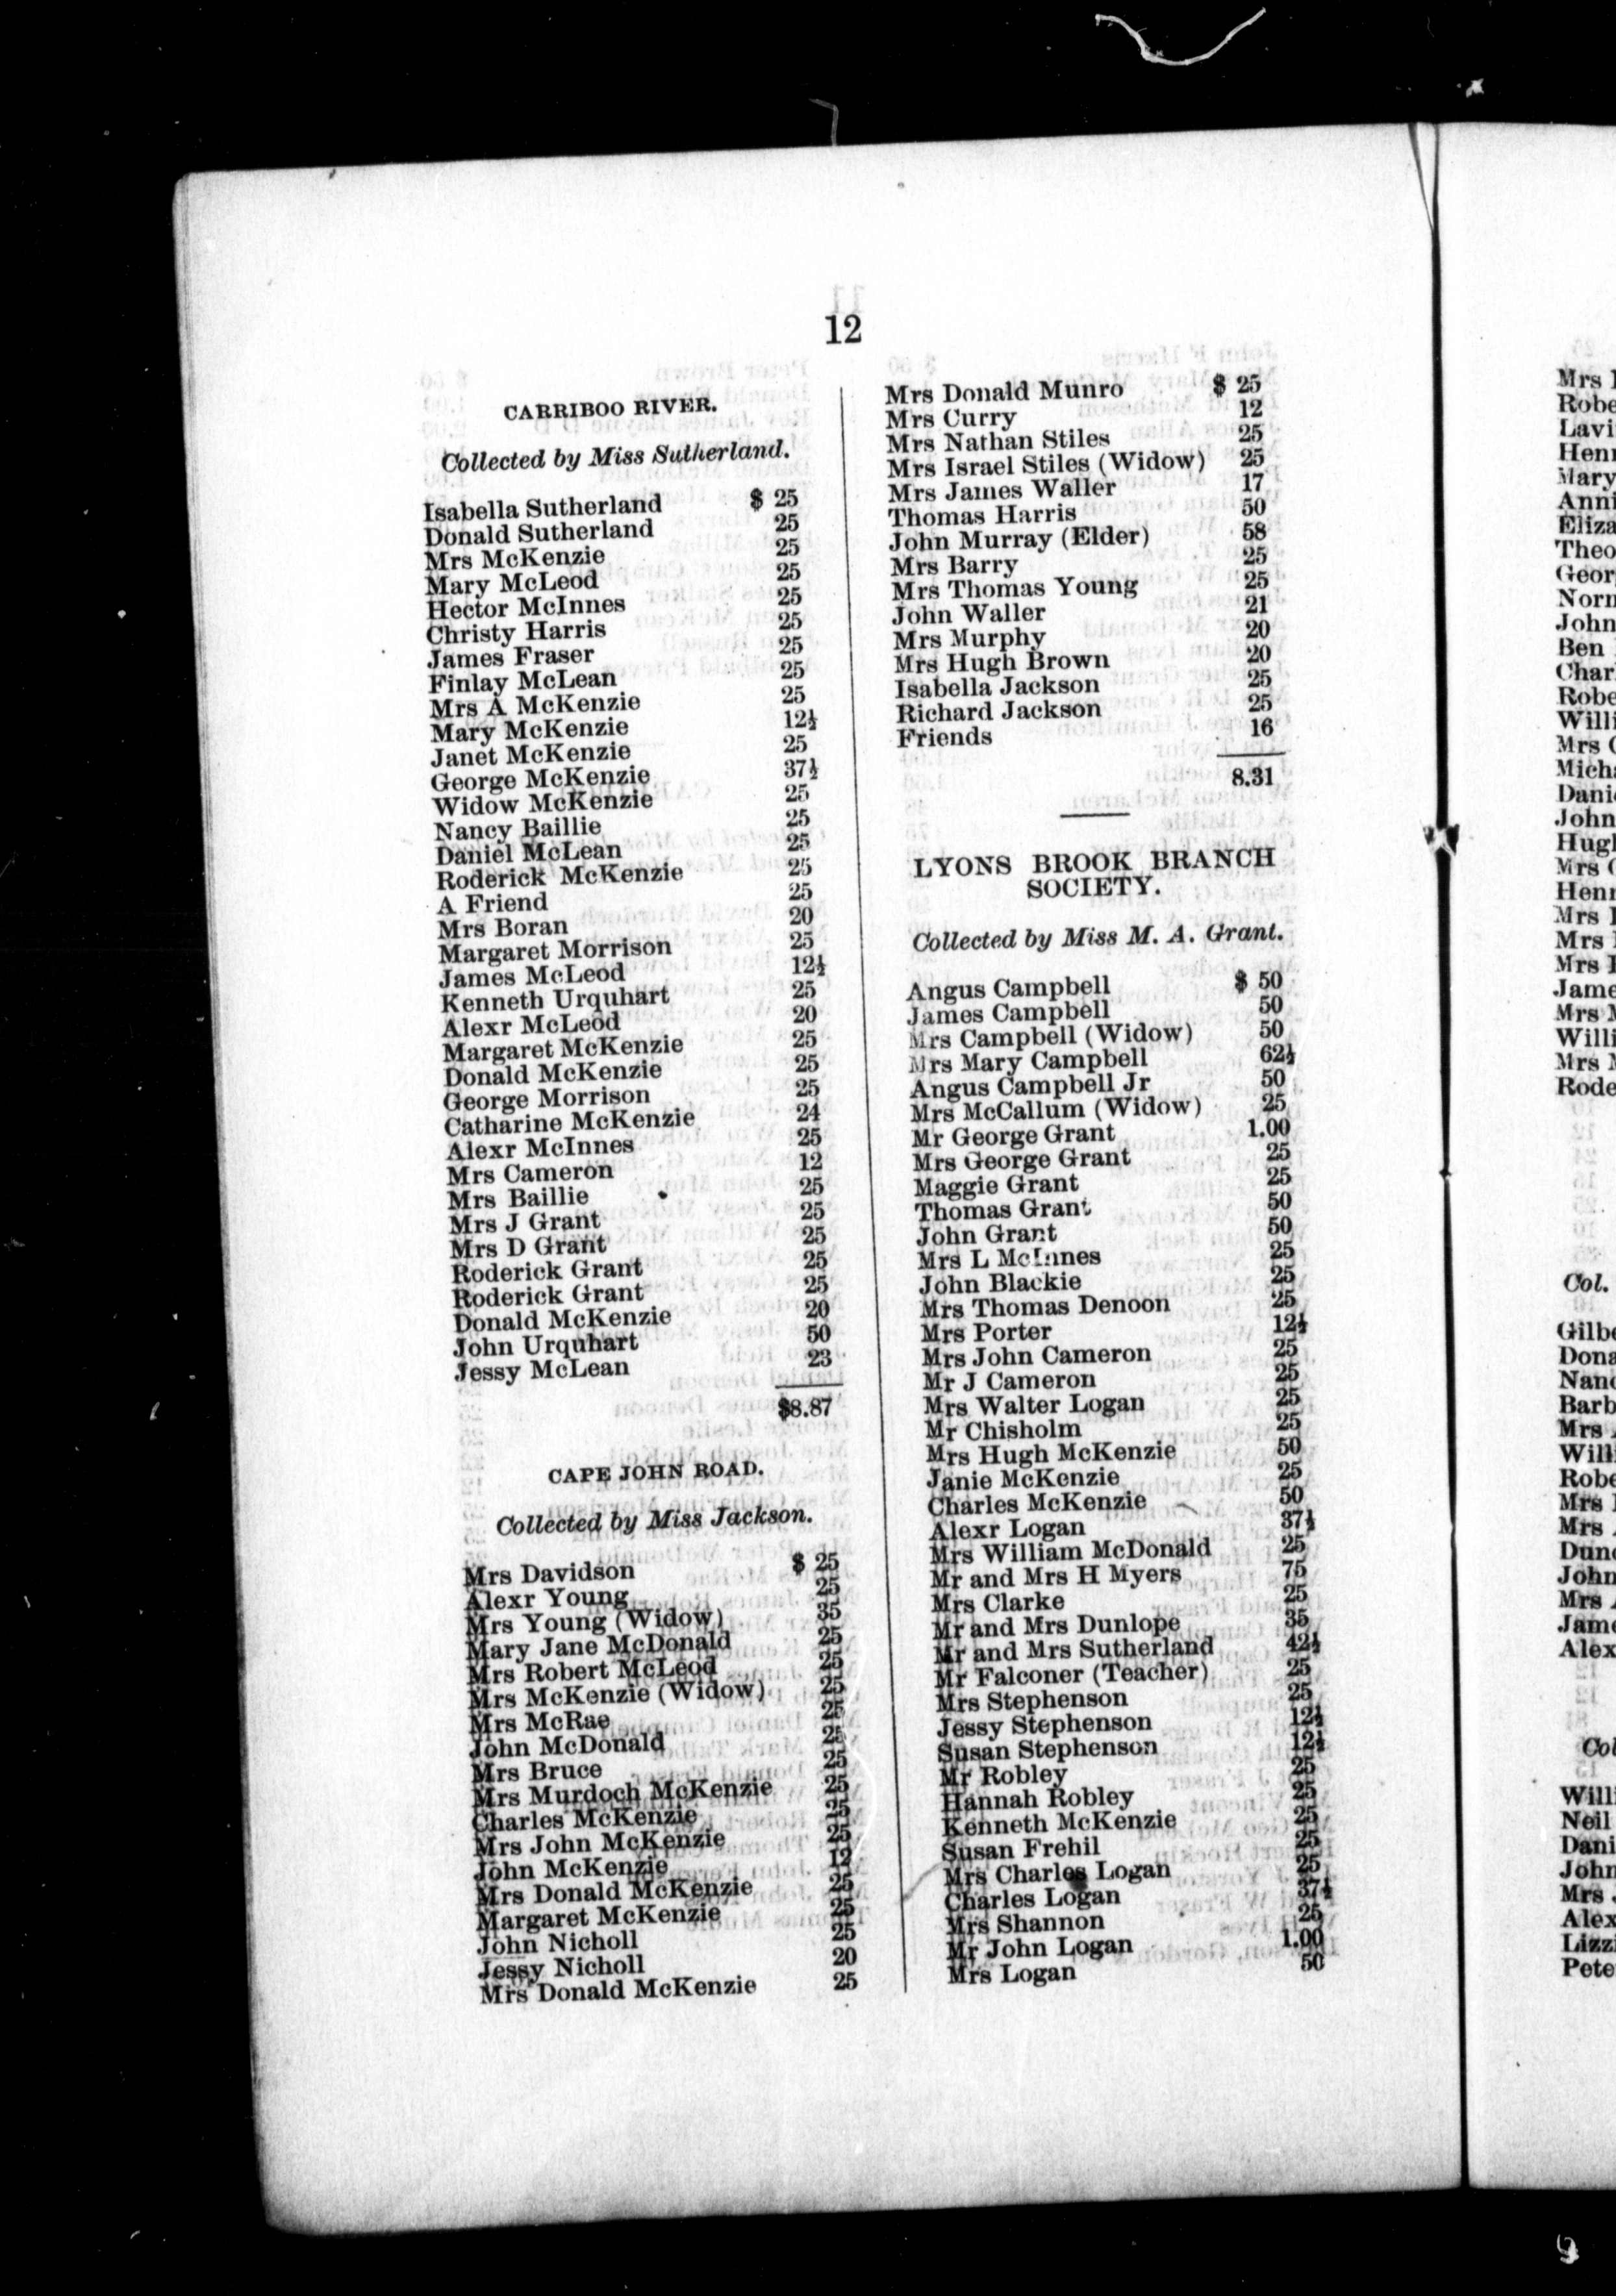 12
CARRIBOO RIVER.
Collected by Miss Sutherland.
Isabella Sutherland $ 25
Donald Sutherland 25
Mrs McKenzie 25
Mary McLeod 25
Hector McInnes 25
Christy Harris 25
James Fraser 25
Finlay McLean 25
Mrs A McKenzie 25
Mary McKenzie 12½
Janet McKenzie 25
George McKenzie 37½
Widow McKenzie 25
Nancy Baillie 25
Daniel McLean 25
Roderick McKenzie 25
A Friend 25
Mrs Boran 20
Margaret Morrison 25
James McLeod 12½
Kenneth Urquhart 25
Alexr McLeod 20
Margaret McKenzie 25
Donald McKenzie 25
George Morrison 25
Catharine McKenzie 24
Alexr McInnes 25
Mrs Cameron 12
Mrs Baillie 25
Mrs J Grant 25
Mrs D Grant 25
Roderick Grant 25
Roderick Grant 25
Donald McKenzie 20
John Urquhart 50
Jessy McLean 23
$8.87
CAPE JOHN ROAD.
Collected by Miss Jackson.
Mrs Davidson $ 25
Alexr Young 25
Mrs Young (Widow) 35
Mary Jane McDonald 25
Mrs Robert McLeod 25
Mrs McKenzie (Widow) 25
Mrs McRae 25
John McDonald 25
Mrs Bruce 25
Mrs Murdoch McKenzie 25
Charles McKenzie 25
Mrs John McKenzie 25
John McKenzie 12
Mrs Donald McKenzie 25
Margaret McKenzie 25
John Nicholl 25
Jessy Nicholl 20
Mrs Donald McKenzie 25
Mrs Donald Munro $ 25
Mrs Curry 12
Mrs Nathan Stiles 25
Mrs Israel Stiles (Widow) 25
Mrs James Waller 17
Thomas Harris 50
John Murray (Elder) 58
Mrs Barry 25
Mrs Thomas Young 25
John Waller 21
Mrs Murphy 20
Mrs Hugh Brown 20
Isabella Jackson 25
Richard Jackson 25
Friends 16
8.31
LYONS BROOK BRANCH
SOCIETY.
Collected by Miss M. A. Grant.
Angus Campbell $ 50
James Campbell 50
Mrs Campbell (Widow) 50
Mrs Mary Campbell 62½
Angus Campbell Jr 50
Mrs McCallum (Widow) 25
Mr George Grant 1.00
Mrs George Grant 25
Maggie Grant 25
Thomas Grant 50
John Grant 50
Mrs L McInnes 25
John Blackie 25
Mrs Thomas Denoon 25
Mrs Porter 12½
Mrs John Cameron 25
Mr J Cameron 25
Mrs Walter Logan 25
Mr Chisholm 25
Mrs Hugh McKenzie 50
Janie McKenzie 25
Charles McKenzie 50
Alexr Logan 37½
Mrs William McDonald 25
Mr and Mrs H Myers 75
Mrs Clarke 25
Mr and Mrs Dunlope 35
Mr and Mrs Sutherland 42½
Mr Falconer (Teacher) 25
Mrs Stephenson 25
Jessy Stephenson 12½
Susan Stephenson 12½
Mr Robley 25
Hannah Robley 25
Kenneth McKenzie 25
Susan Frehil 25
Mrs Charles Logan 25
Charles Logan 37½
Mrs Shannon 25
Mr John Logan 1.00
Mrs Logan 50